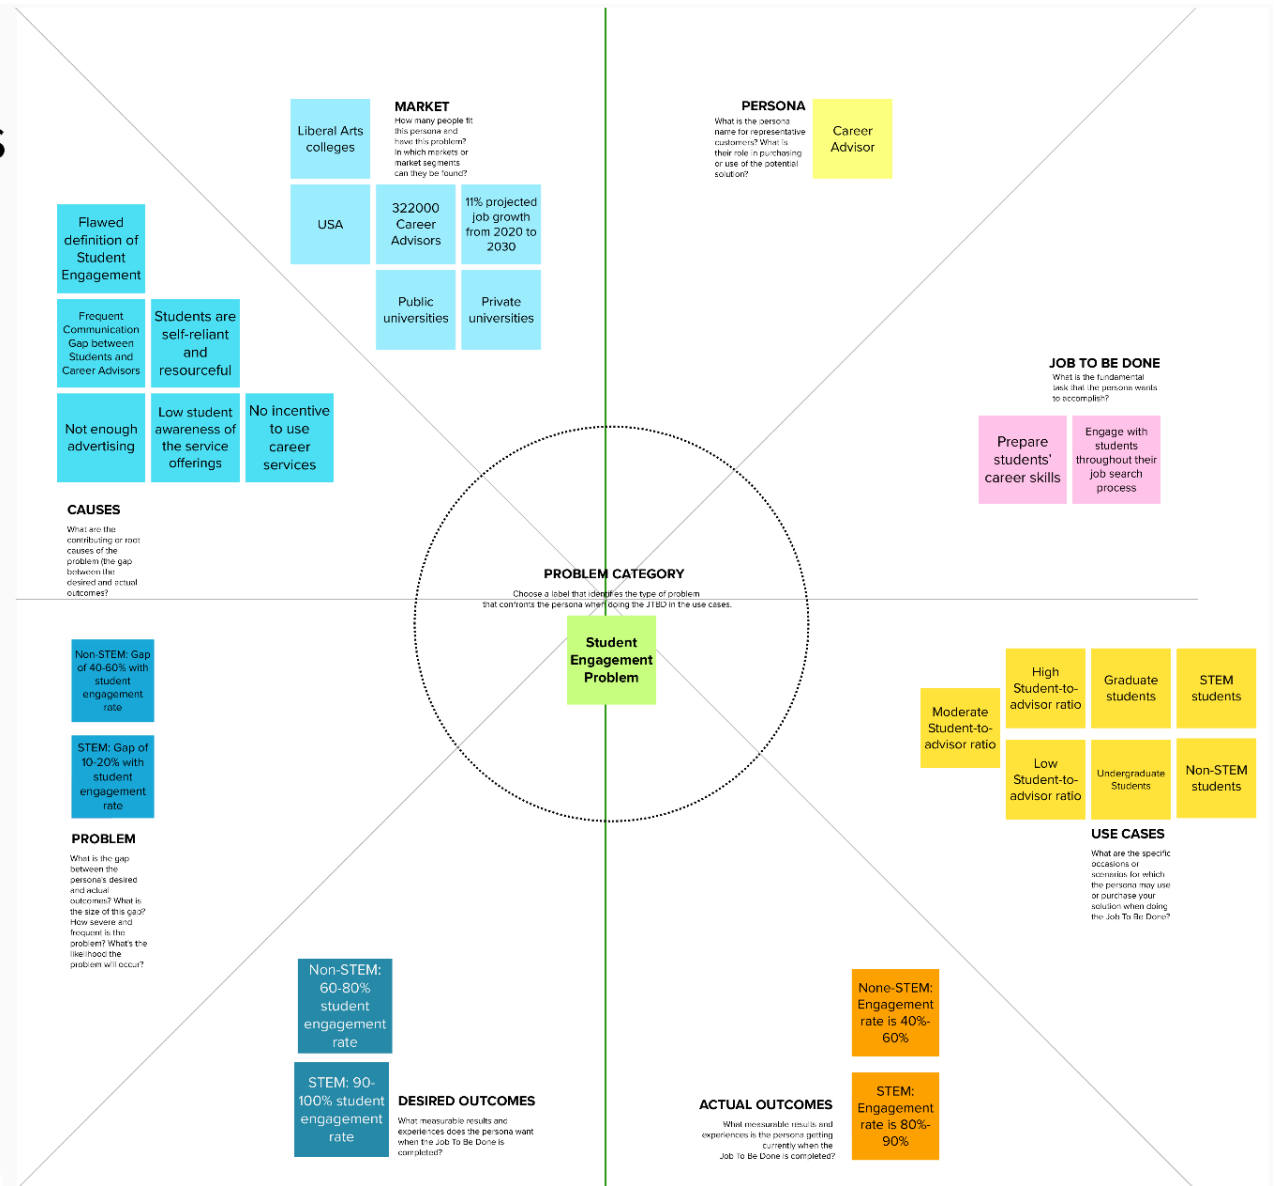 S
MARKET
How many people fit
this persona and
have this problem?
In which markets or
market segments
can they be found?
Liberal Arts
colleges
USA
322000
Career
Advisors
11% projected
job growth
from 2020 to
2030
Public
universities
Private
universities
PERSONA
What is the persona
name for representative
customers? What is
their role in purchasing
or use of the potential
solution?
Career
Advisor
Flawed
definition of
Student
Engagement
Frequent
Communication
Gap between
Students and
Career Advisors
Students are
self-reliant
and
resourceful
Not enough
advertising
Low student
awareness of
the service
offerings
No incentive
to use
career
services
CAUSES
What are the
contributing or root
causes of the
problem (the gap
between the
desired and actual
outcomes?
JOB TO BE DONE
What is the fundamental
task that the persona wants
to accomplish?
Prepare
students'
career skills
Engage with
students
throughout their
job search
process
PROBLEM CATEGORY
Choose a label that identifies the type of problem
that confronts the persona when doing the JTBD in the use cases.
Student
Engagement
Problem
Non-STEM: Gap
of 40-60% with
student
engagement
rate
STEM: Gap of
10-20% with
student
engagement
rate
PROBLEM
What is the gap
between the
persona's desired
and actual
outcomes? What is
the size of this gap?
How severe and
frequent is the
problem? What's the
likelihood the
problem will occur?
Moderate
Student-to-
advisor ratio
High
Student-to-
advisor ratio
Graduate
students
STEM
students
Low
Student-to-
advisor ratio
Undergraduate
Students
Non-STEM
students
USE CASES
What are the specific
occasions or
scenarios for which
the persona may use
or purchase your
solution when doing
the Job To Be Done?
Non-STEM:
60-80%
student
engagement
rate
STEM: 90-
100% student
engagement
rate
DESIRED OUTCOMES
What measurable results and
experiences does the persona want
when the Job To Be Done is
completed?
ACTUAL OUTCOMES
What measurable results and
experiences is the persona getting
currently when the
Job To Be Done is completed?
None-STEM:
Engagement
rate is 40%-
60%
STEM:
Engagement
rate is 80%-
90%